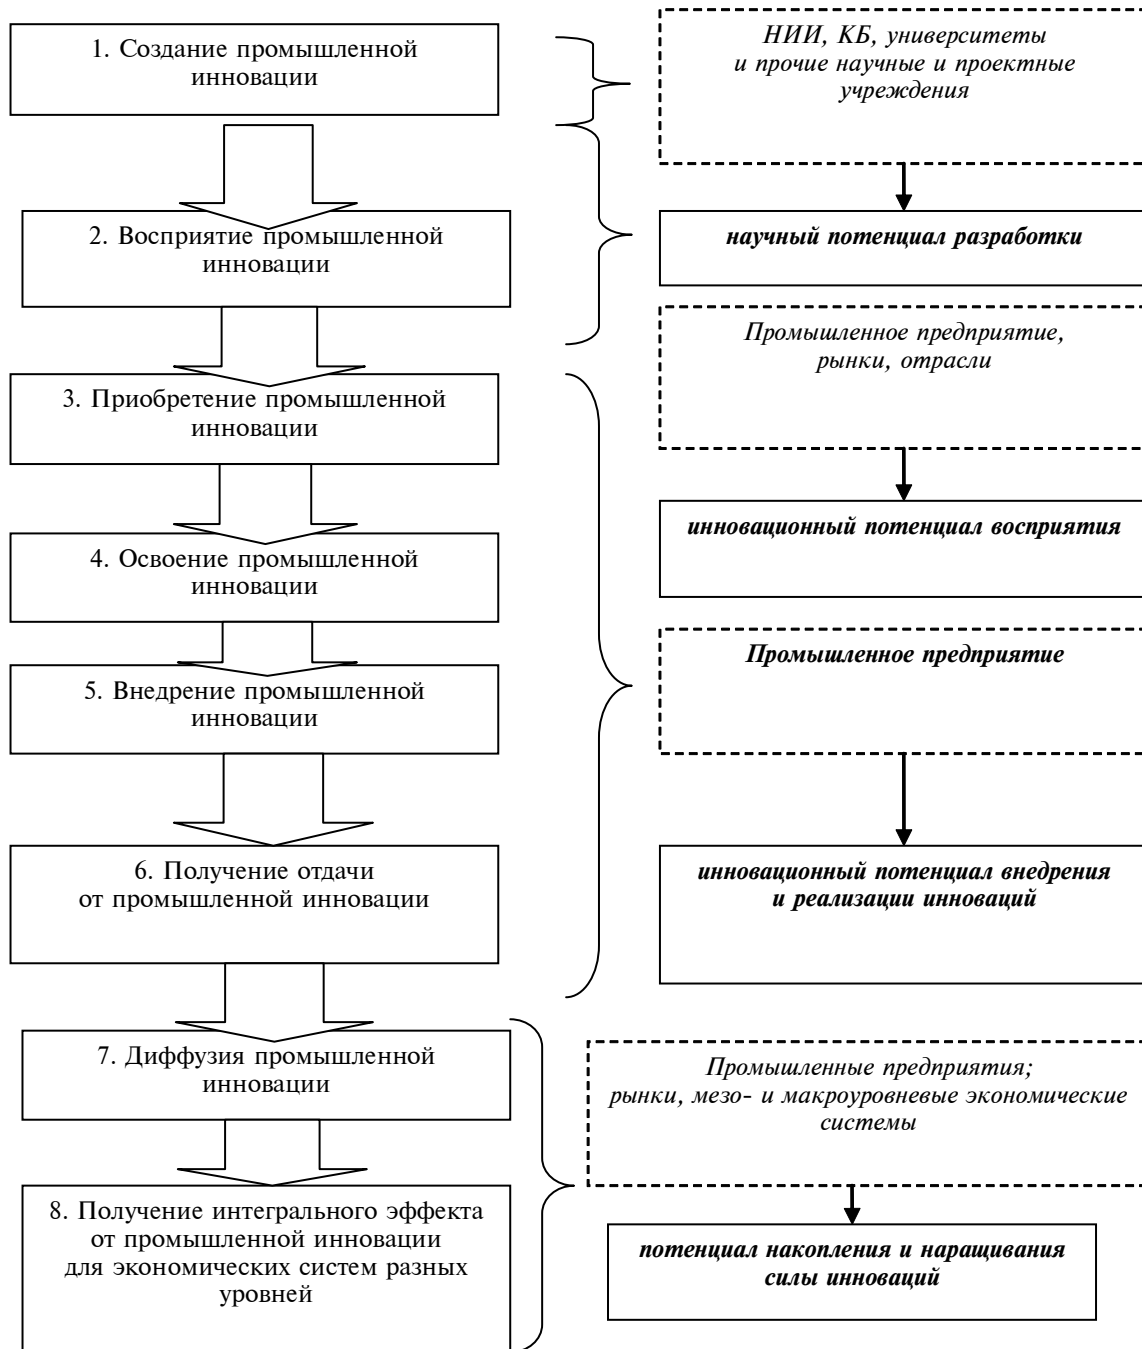 1. Создание промышленной
инновации
НИИ, КБ, университеты
и прочие научные и проектные
учреждения
2. Восприятие промышленной
инновации
научный потенциал разработки
Промышленное предприятие,
рынки, отрасли
3. Приобретение промышленной
инновации
инновационный потенциал восприятия
4. Освоение промышленной
инновации
Промышленное предприятие
5. Внедрение промышленной
инновации
6. Получение отдачи
от промышленной инновации
инновационный потенциал внедрения
и реализации инноваций
7. Диффузия промышленной
инновации
Промышленные предприятия;
рынки, мезо- и макроуровневые экономические
системы
8. Получение интегрального эффекта
от промышленной инновации
для экономических систем разных
уровней
потенциал накопления и наращивания
силы инноваций